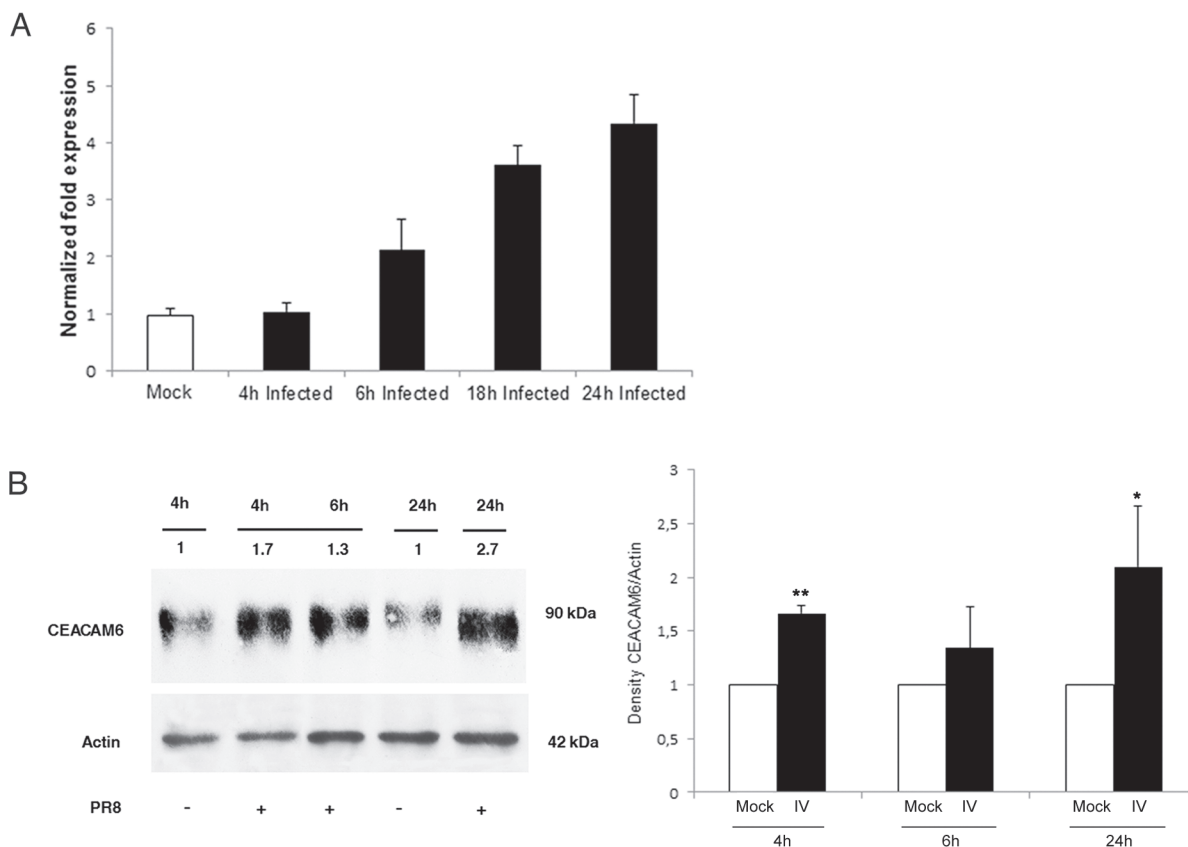 A
Normalized fold expression
6
5
4
3
2
1
0
Mock 4h Infected 6h Infected 18h Infected 24h Infected
B
4h 4h 6h 24h 24h
1 1.7 1.3 1 2.7
CEACAM6 90 kDa
Actin 42 kDa
PR8 - + + - +
Density CEACAM6/Actin
3
2,5
2
1,5
1
0,5
0
** *
Mock IV Mock IV Mock IV
4h 6h 24h